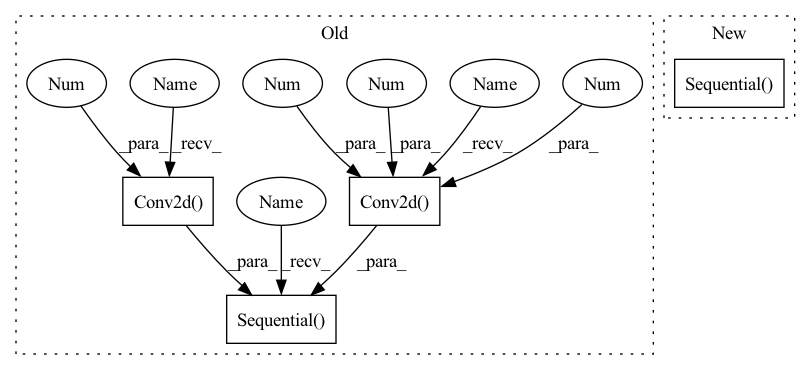 Old
New
Num
Name
Num
Num
Name
Num
Sequential()
_para_
_recv_
_para_
_para_
_recv_
_para_
Conv2d()
Name
Conv2d()
_para_
_recv_
_para_
Sequential()